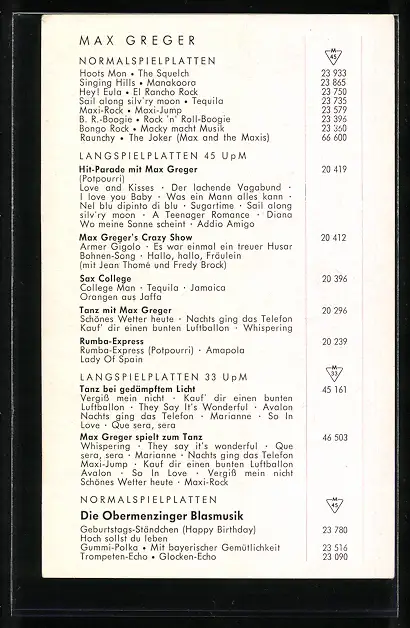 MAX GREGER
NORMALSPIELPLATTEN M 45
Hoots Mon • The Squelch 23 933
Singing Hills • Manakoora 23 865
Hey! Eula • El Rancho Rock 23 750
Sail along silv'ry moon • Tequila 23 735
Maxi-Rock • Maxi-Jump 23 579
B. R.-Boogie • Rock 'n' Roll-Boogie 23 396
Bongo Rock • Macky macht Musik 23 360
Raunchy • The Joker (Max and the Maxis) 66 600
LANGSPIELPLATTEN 45 UpM
Hit-Parade mit Max Greger 20 419
(Potpourri)
Love and Kisses · Der lachende Vagabund ·
I love you Baby · Was ein Mann alles kann ·
Nel blu dipinto di blu · Sugartime · Sail along
silv'ry moon · A Teenager Romance · Diana
Wo meine Sonne scheint · Addio Amigo
Max Greger's Crazy Show 20 412
Armer Gigolo · Es war einmal ein treuer Husar
Bohnen-Song · Hallo, hallo, Fräulein
(mit Jean Thomé und Fredy Brock)
Sax College 20 396
College Man · Tequila · Jamaica
Orangen aus Jaffa
Tanz mit Max Greger 20 296
Schönes Wetter heute · Nachts ging das Telefon
Kauf' dir einen bunten Luftballon · Whispering
Rumba-Express 20 239
Rumba-Express (Potpourri) · Amapola
Lady Of Spain
LANGSPIELPLATTEN 33 UpM M 33
Tanz bei gedämpftem Licht 45 161
Vergiß mein nicht · Kauf' dir einen bunten
Luftballon · They Say It's Wonderful · Avalon
Nachts ging das Telefon · Marianne · So In
Love · Que sera, sera
Max Greger spielt zum Tanz 46 503
Whispering · They say it's wonderful · Que
sera, sera · Marianne · Nachts ging das Telefon
Maxi-Jump · Kauf dir einen bunten Luftballon
Avalon · So In Love · Vergiß mein nicht
Schönes Wetter heute · Maxi-Rock
NORMALSPIELPLATTEN M 45
Die Obermenzinger Blasmusik
Geburtstags-Ständchen (Happy Birthday) 23 780
Hoch sollst du leben
Gummi-Polka • Mit bayerischer Gemütlichkeit 23 516
Trompeten-Echo • Glocken-Echo 23 090